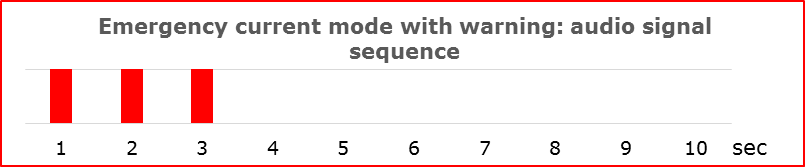 Emergency current mode with warning: audio signal
sequence
1 2 3 4 5 6 7 8 9 10 sec